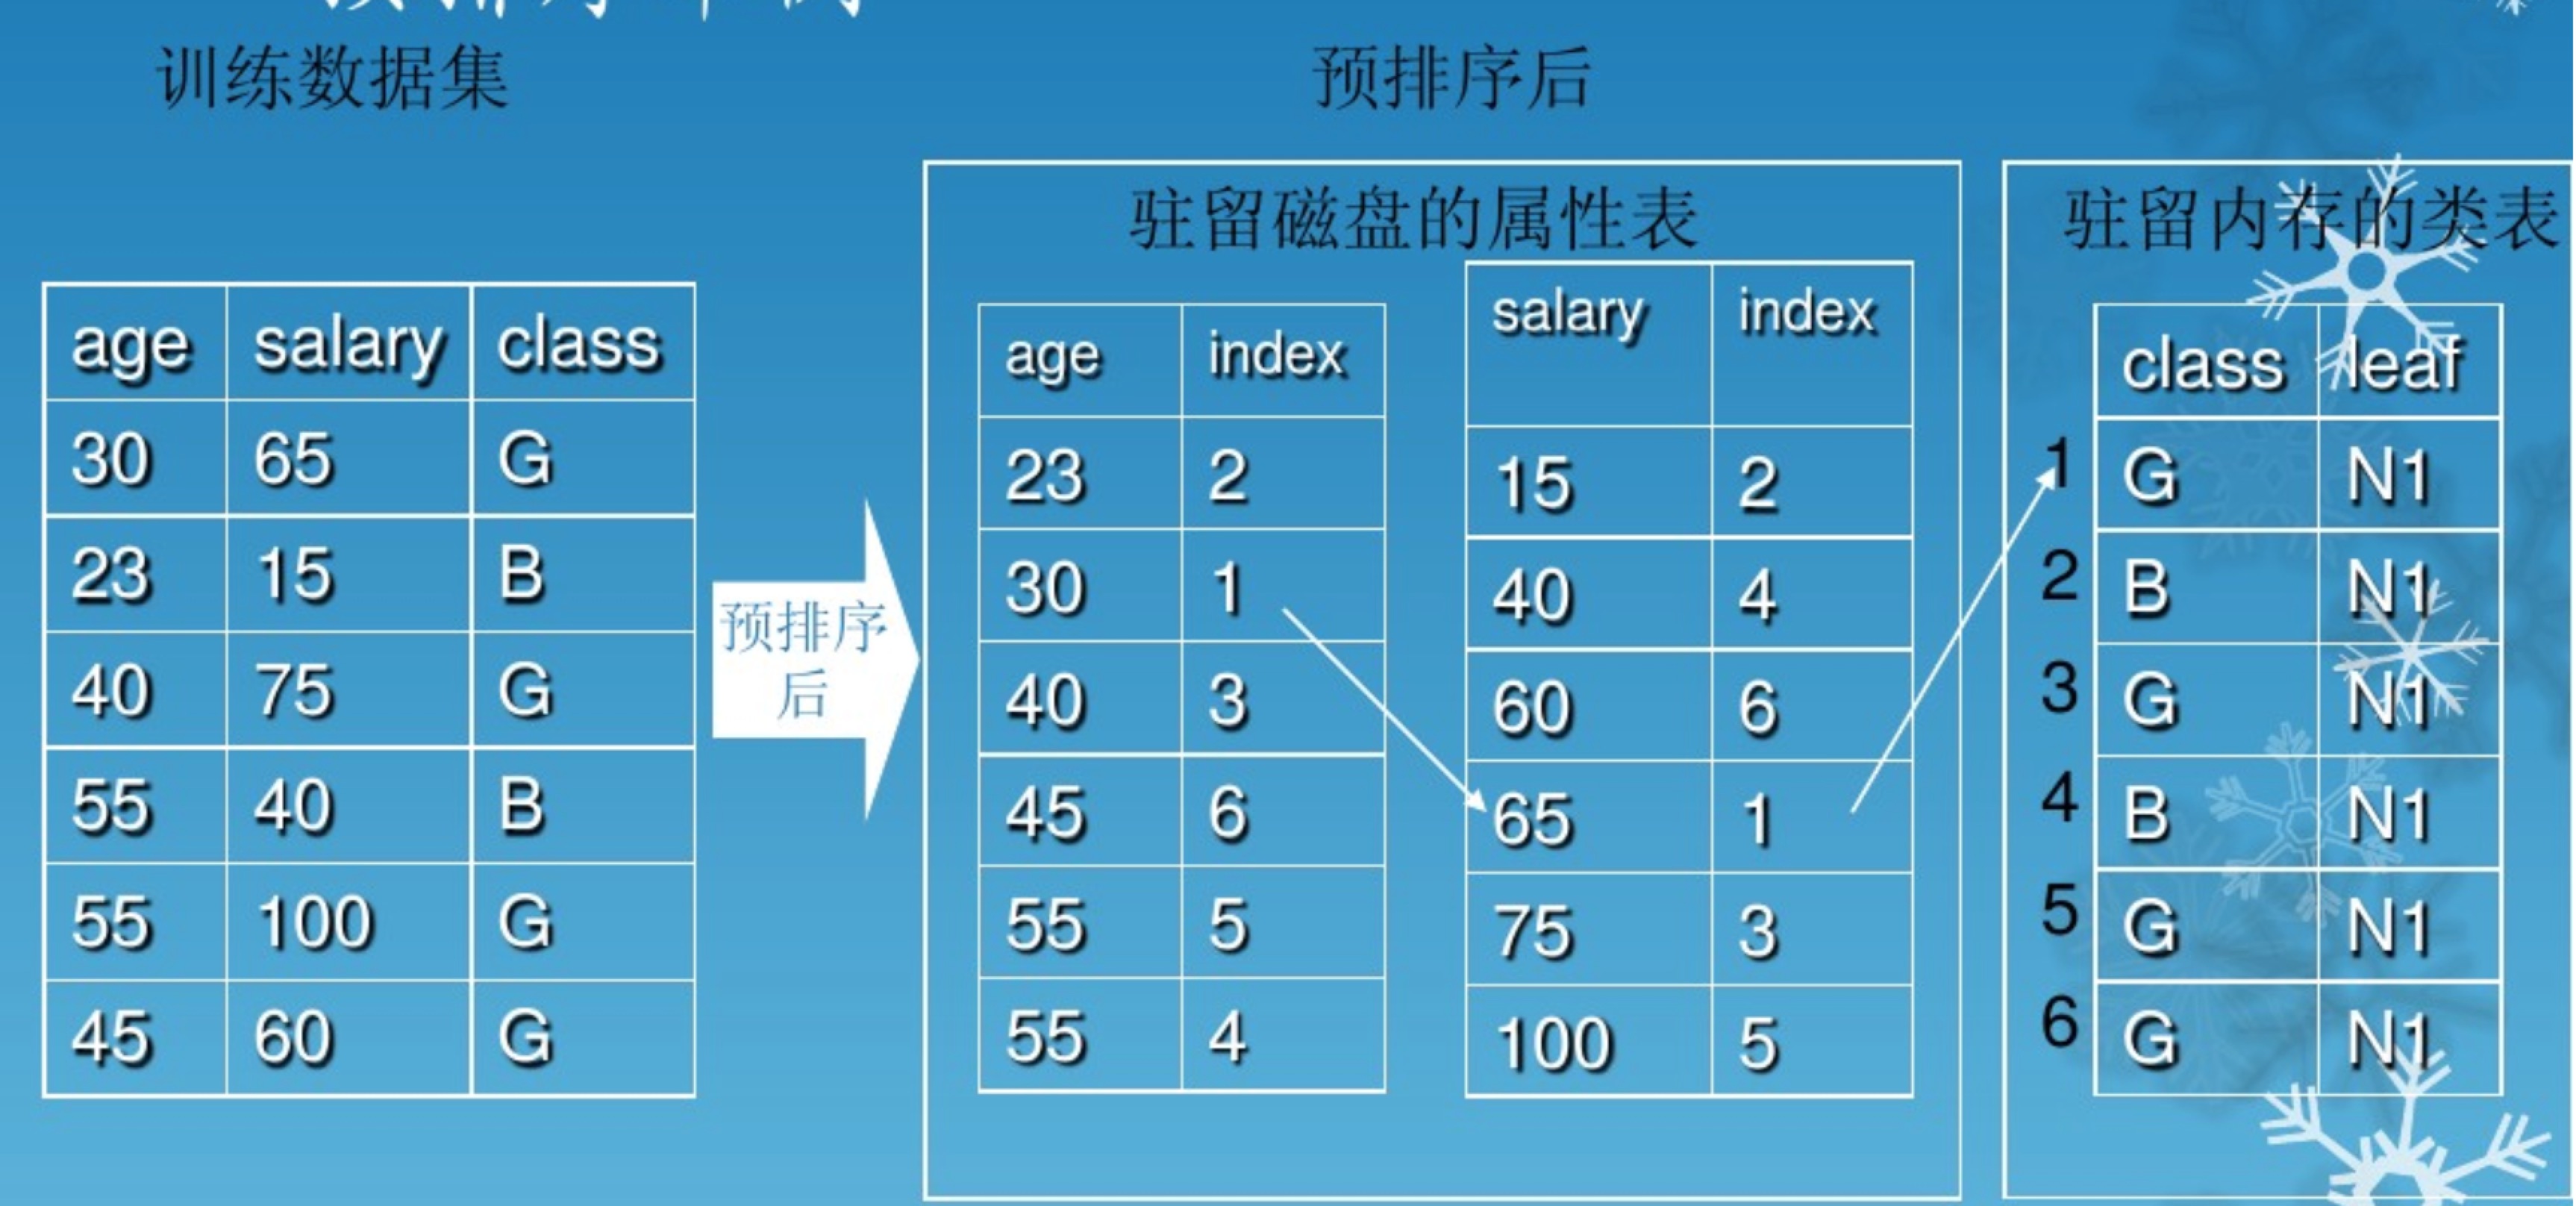 训练数据集
预排序后
驻留磁盘的属性表
驻留内存的类表
age salary class
30 65 G
23 15 B
40 75 G
55 40 B
55 100 G
45 60 G
预排序
后
age index
23 2
30 1
40 3
45 6
55 5
55 4
salary index
15 2
40 4
60 6
65 1
75 3
100 5
class leaf
1 G N1
2 B N1
3 G N1
4 B N1
5 G N1
6 G N1